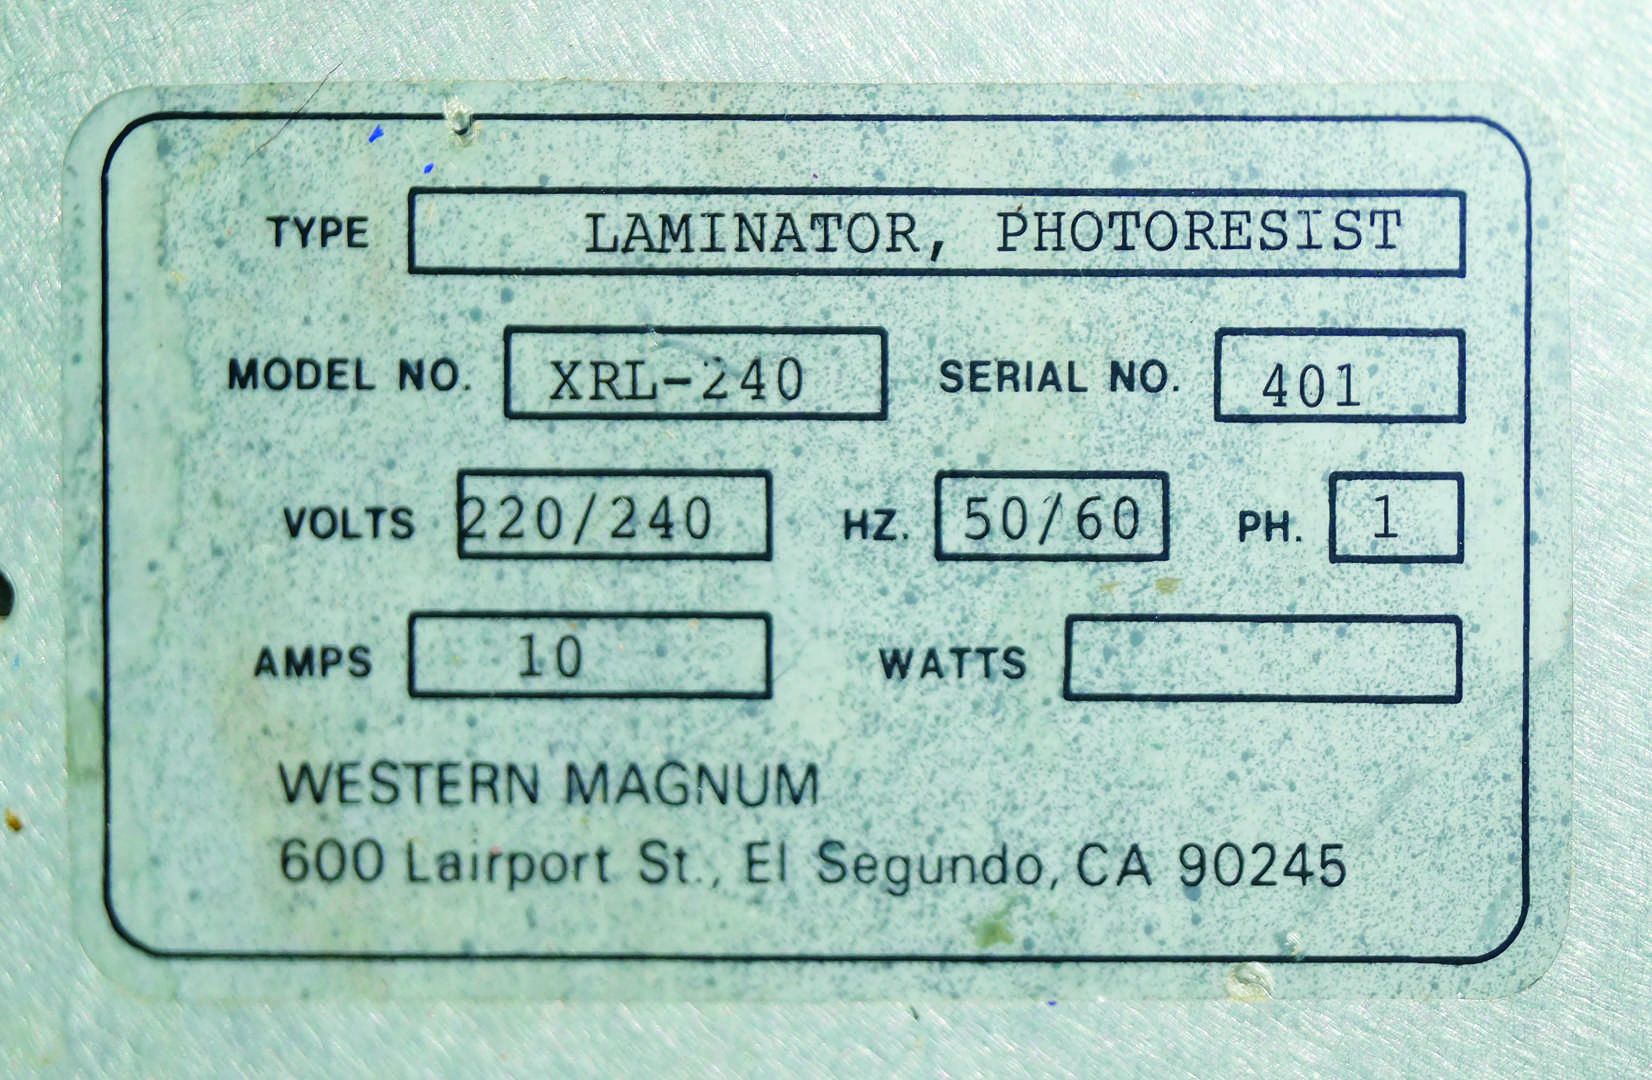 TYPE LAMINATOR, PHOTORESIST
MODEL NO. XRL-240 SERIAL NO. 401
VOLTS 220/240 HZ. 50/60 PH. 1
AMPS 10 WATTS
WESTERN MAGNUM
600 Lairport St., El Segundo, CA 90245